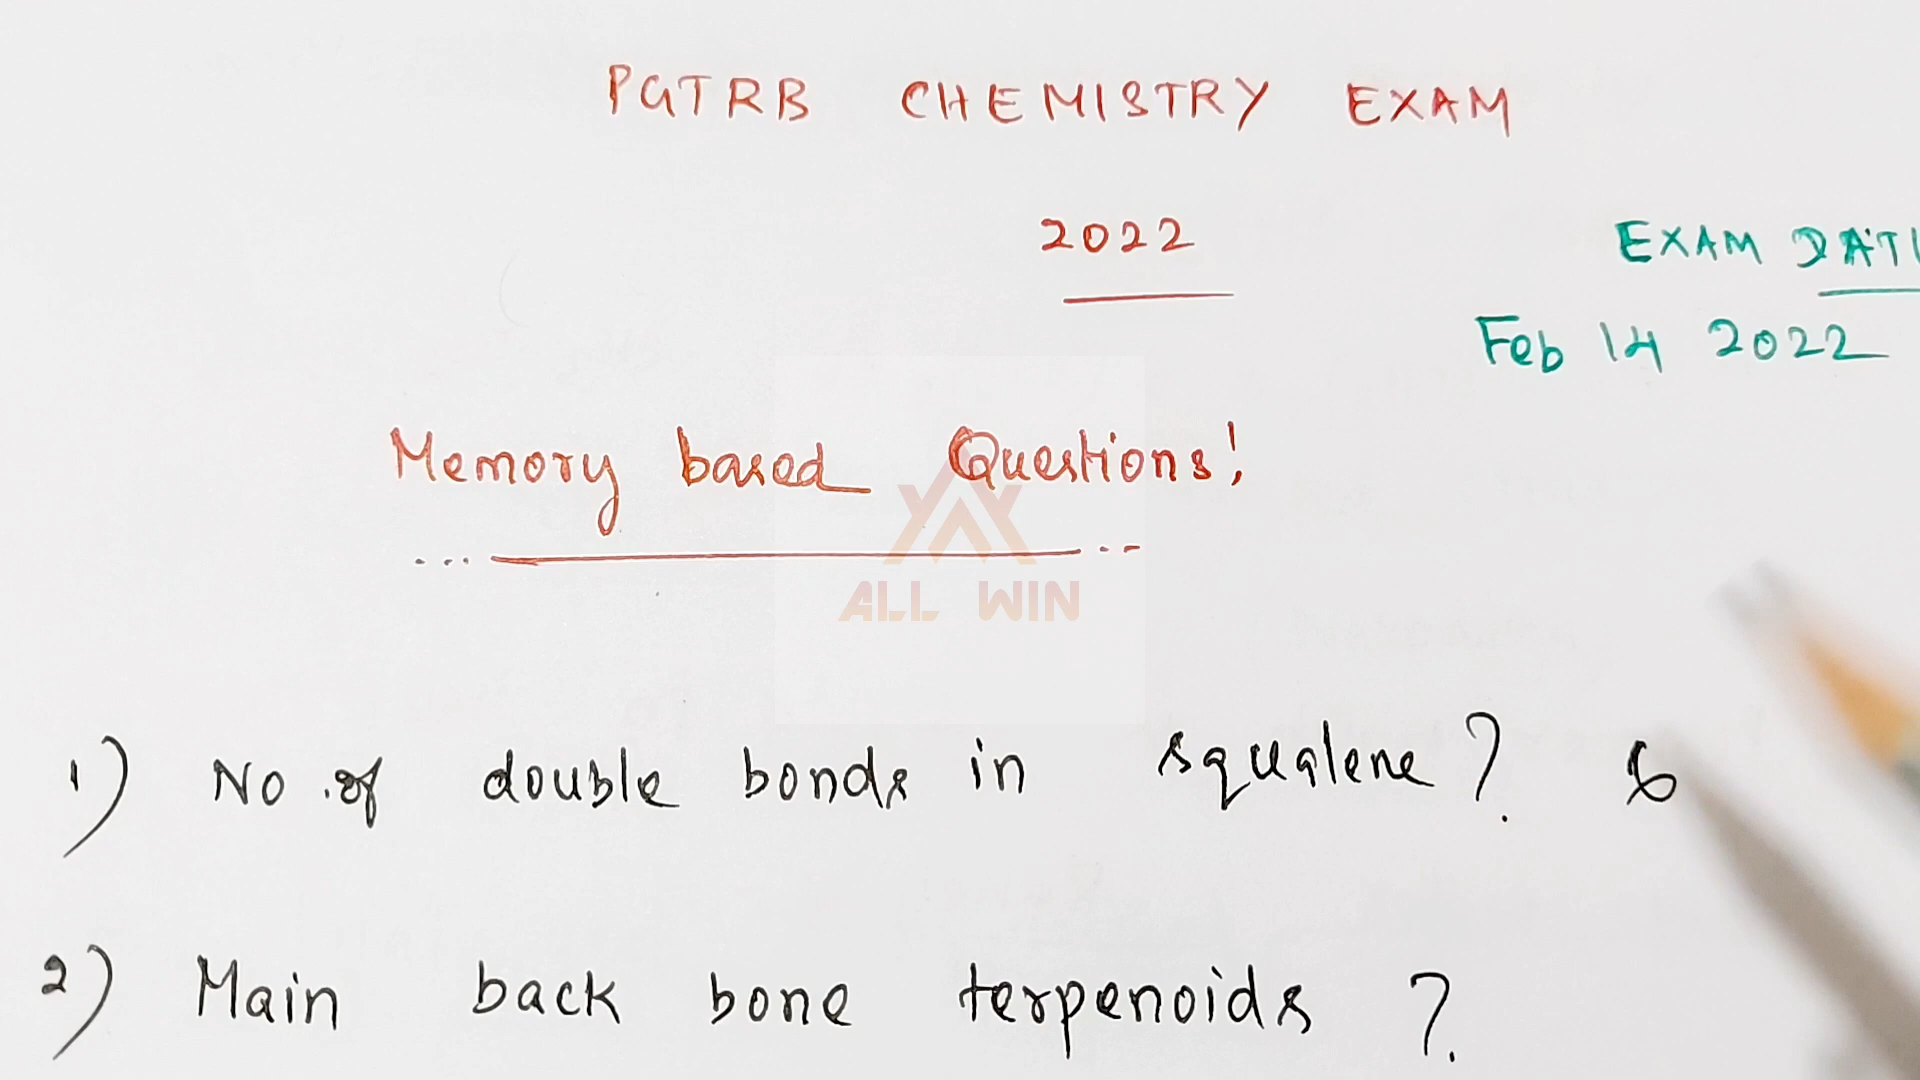 PGTRB CHEMISTRY EXAM
2022
EXAM DATE
Feb 14 2022
Memory based Questions!
ALL WIN
1) No. of double bonds in squalene? 6
2) Main back bone terpenoids?